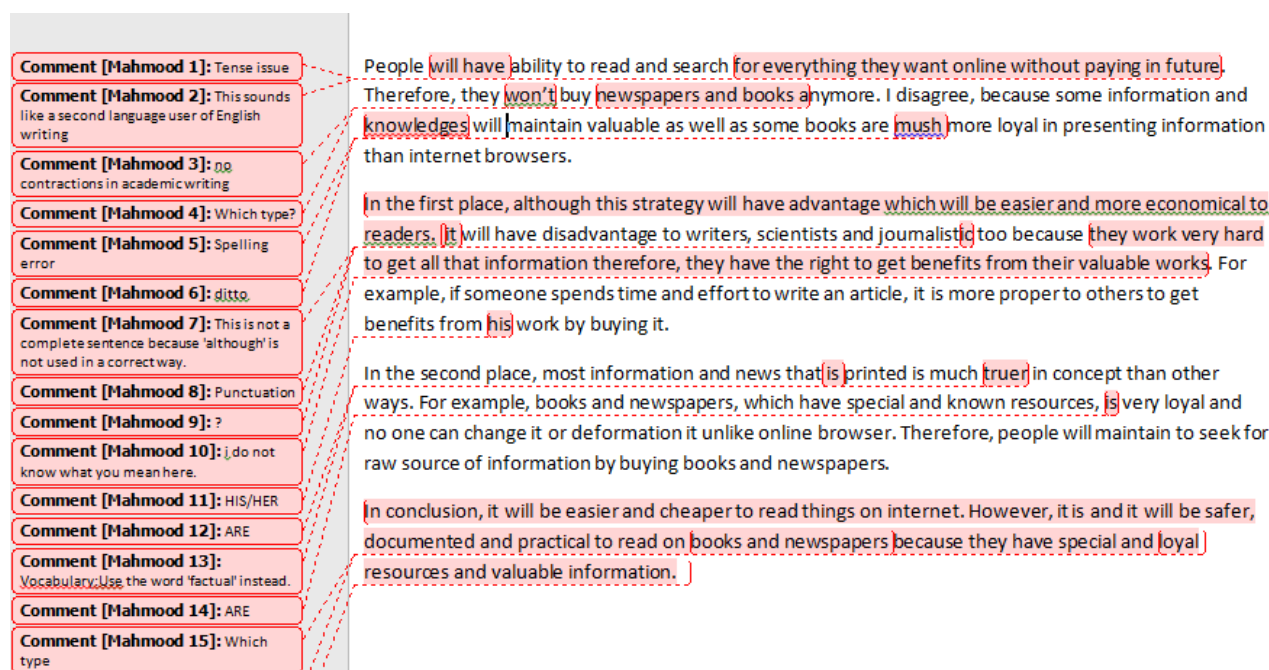 Comment [Mahmood 1]: Tense issue
Comment [Mahmood 2]: This sounds
like a second language user of English
writing
Comment [Mahmood 3]: no
contractions in academic writing
Comment [Mahmood 4]: Which type?
Comment [Mahmood 5]: Spelling
error
Comment [Mahmood 6]: ditto
Comment [Mahmood 7]: This is not a
complete sentence because 'although' is
not used in a correct way.
Comment [Mahmood 8]: Punctuation
Comment [Mahmood 9]: ?
Comment [Mahmood 10]: i do not
know what you mean here.
Comment [Mahmood 11]: HIS/HER
Comment [Mahmood 12]: ARE
Comment [Mahmood 13]:
Vocabulary:Use the word 'factual' instead.
Comment [Mahmood 14]: ARE
Comment [Mahmood 15]: Which
type
People will have ability to read and search for everything they want online without paying in future.
Therefore, they won't buy newspapers and books anymore. I disagree, because some information and
knowledges will maintain valuable as well as some books are mush more loyal in presenting information
than internet browsers.
In the first place, although this strategy will have advantage which will be easier and more economical to
readers. it will have disadvantage to writers, scientists and journalistic too because they work very hard
to get all that information therefore, they have the right to get benefits from their valuable works. For
example, if someone spends time and effort to write an article, it is more proper to others to get
benefits from his work by buying it.
In the second place, most information and news that is printed is much truer in concept than other
ways. For example, books and newspapers, which have special and known resources, is very loyal and
no one can change it or deformation it unlike online browser. Therefore, people will maintain to seek for
raw source of information by buying books and newspapers.
In conclusion, it will be easier and cheaper to read things on internet. However, it is and it will be safer,
documented and practical to read on books and newspapers because they have special and loyal
resources and valuable information.